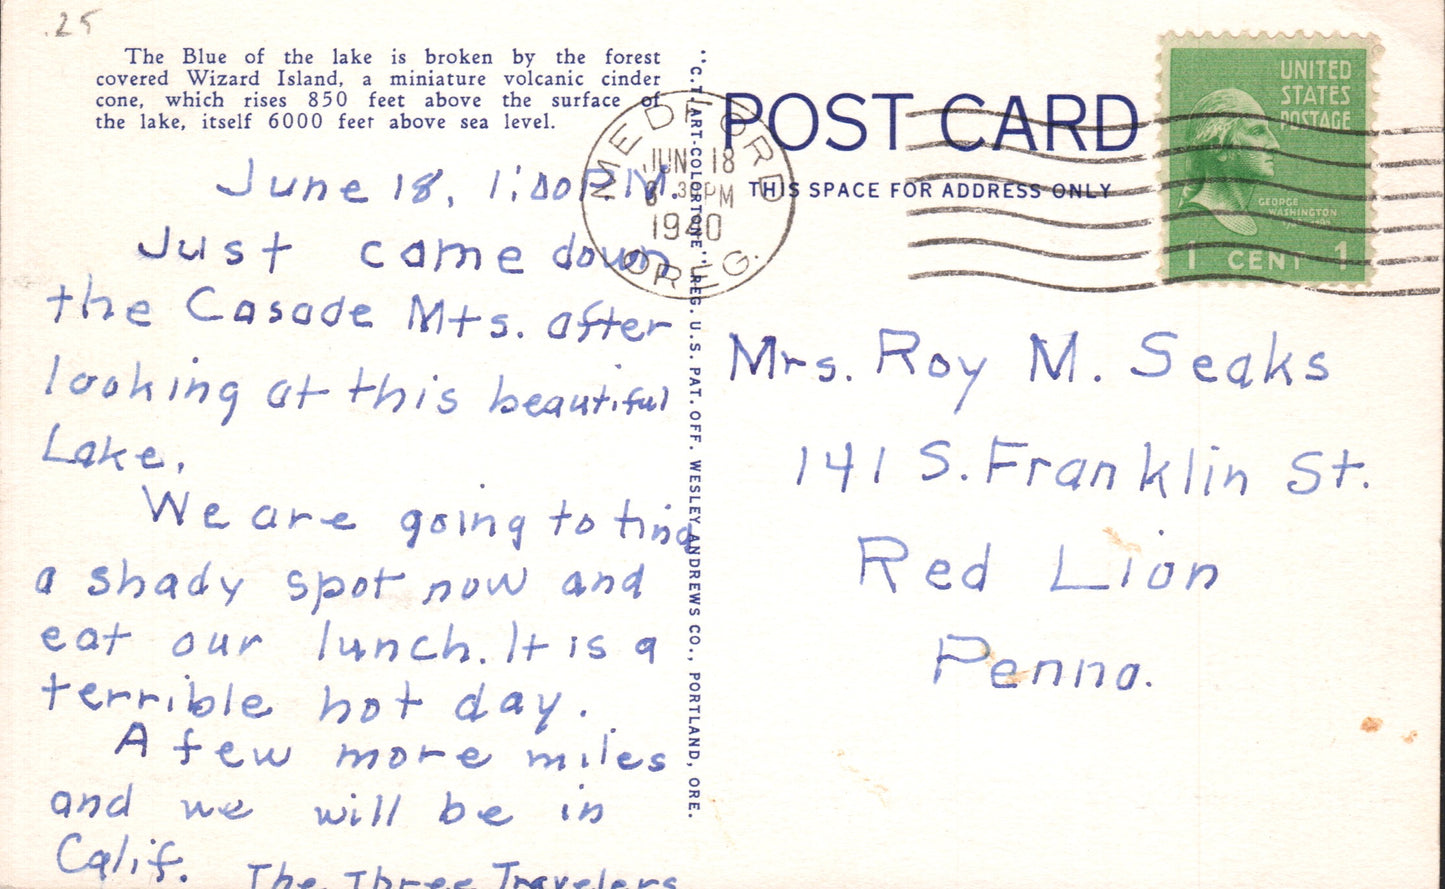 .25
The Blue of the lake is broken by the forest
covered Wizard Island, a miniature volcanic cinder
cone, which rises 850 feet above the surface of
the lake, itself 6000 feet above sea level.
June 18, 1:00 P.M.
Just came down
the Casade Mts. after
looking at this beautiful
Lake.
We are going to find
a shady spot now and
eat our lunch. It is a
terrible hot day.
A few more miles
and we will be in
Calif. The Three Travelers
"C.T. ART-COLORTONE" REG. U.S. PAT. OFF. WESLEY ANDREWS CO., PORTLAND, ORE.
POST CARD
THIS SPACE FOR ADDRESS ONLY
MEDFORD
JUN 18
PM
1940
OREG.
UNITED
STATES
POSTAGE
GEORGE
WASHINGTON
1 CENT 1
Mrs. Roy M. Seaks
141 S. Franklin St.
Red Lion
Penna.